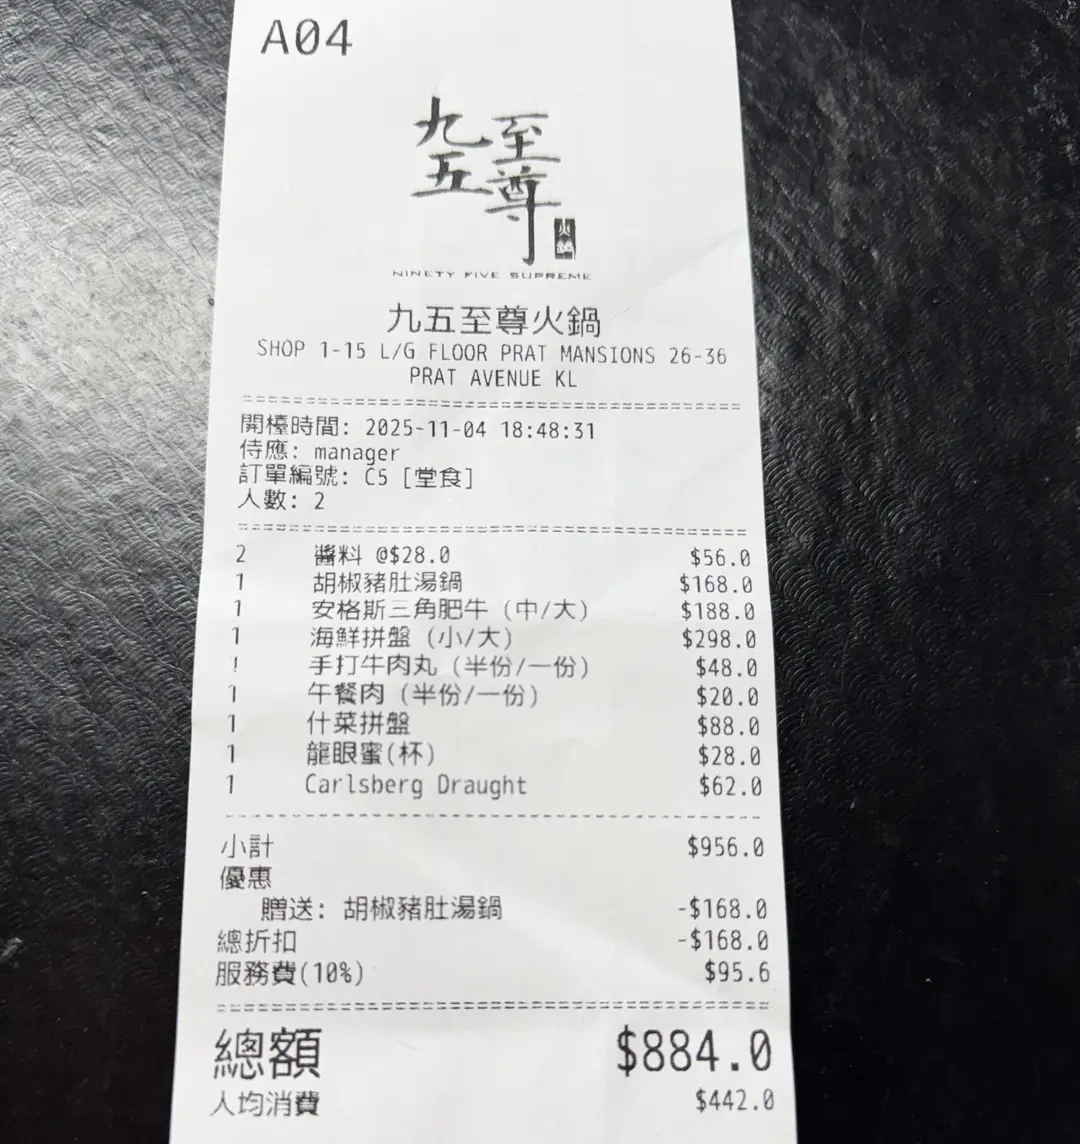 A04
九五至尊
火鍋
NINETY FIVE SUPREME
九五至尊火鍋
SHOP 1-15 L/G FLOOR PRAT MANSIONS 26-36
PRAT AVENUE KL
開檯時間: 2025-11-04 18:48:31
侍應: manager
訂單編號: C5 [堂食]
人數: 2
2 醬料 @$28.0 $56.0
1 胡椒豬肚湯鍋 $168.0
1 安格斯三角肥牛 (中/大) $188.0
1 海鮮拼盤 (小/大) $298.0
1 手打牛肉丸 (半份/一份) $48.0
1 午餐肉 (半份/一份) $20.0
1 什菜拼盤 $88.0
1 龍眼蜜(杯) $28.0
1 Carlsberg Draught $62.0
小計 $956.0
優惠
贈送: 胡椒豬肚湯鍋 -$168.0
總折扣 -$168.0
服務費(10%) $95.6
總額 $884.0
人均消費 $442.0